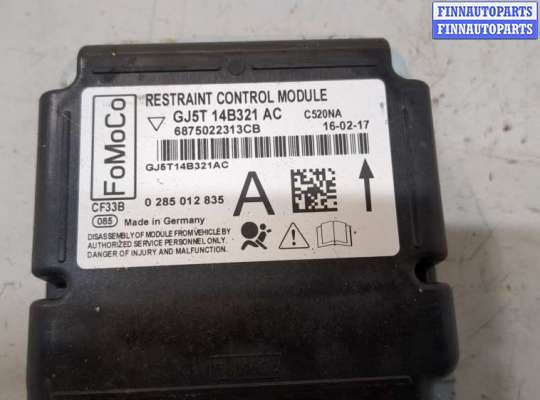 FINNAUTOPARTS
FINNAUTOPARTS
FoMoCo
RESTRAINT CONTROL MODULE
GJ5T 14B321 AC C520NA
6875022313CB 16-02-17
GJ5T14B321AC
CF33B 0 285 012 835 A
085 Made in Germany
DISASSEMBLY OF MODULE FROM VEHICLE BY
AUTHORIZED SERVICE PERSONNEL ONLY.
DANGER OF INJURY AND MALFUNCTION.